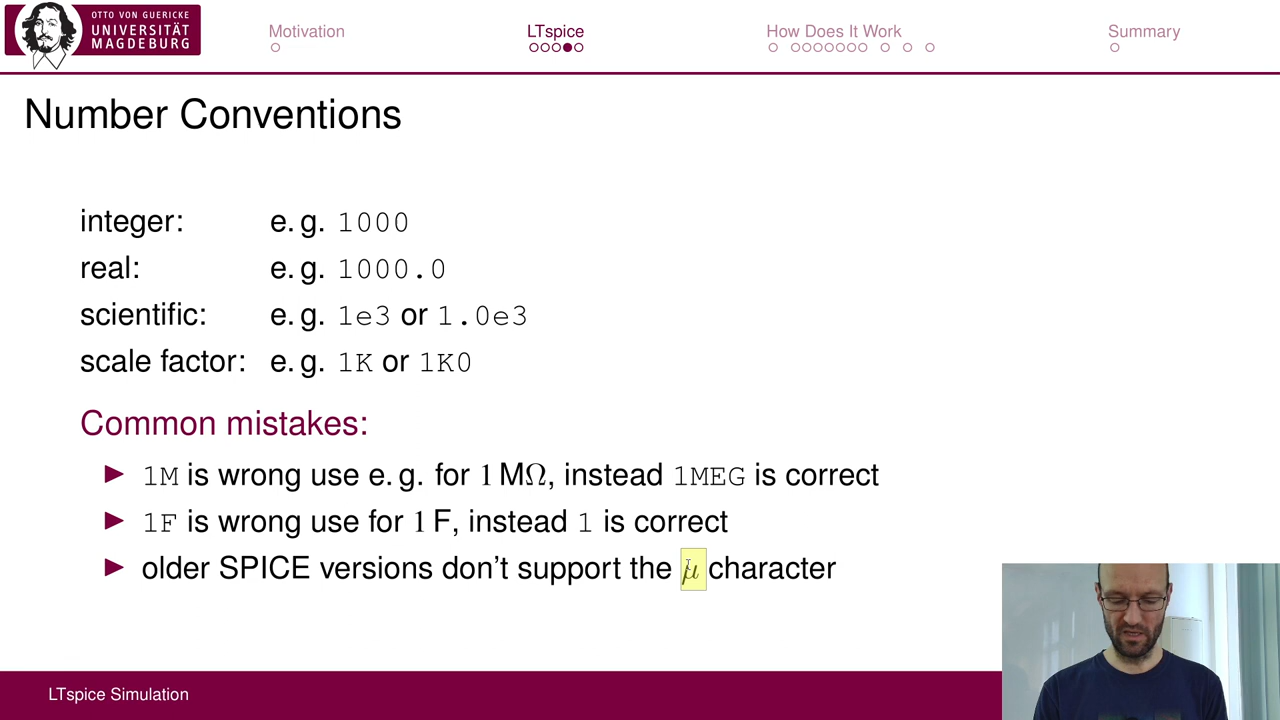 OTTO VON GUERICKE
UNIVERSITÄT
MAGDEBURG
Motivation
LTspice
How Does It Work
Summary
Number Conventions
integer: e. g. 1000
real: e. g. 1000.0
scientific: e. g. 1e3 or 1.0e3
scale factor: e. g. 1K or 1K0
Common mistakes:
1M is wrong use e. g. for 1 MΩ, instead 1MEG is correct
1F is wrong use for 1 F, instead 1 is correct
older SPICE versions don't support the µ character
LTspice Simulation